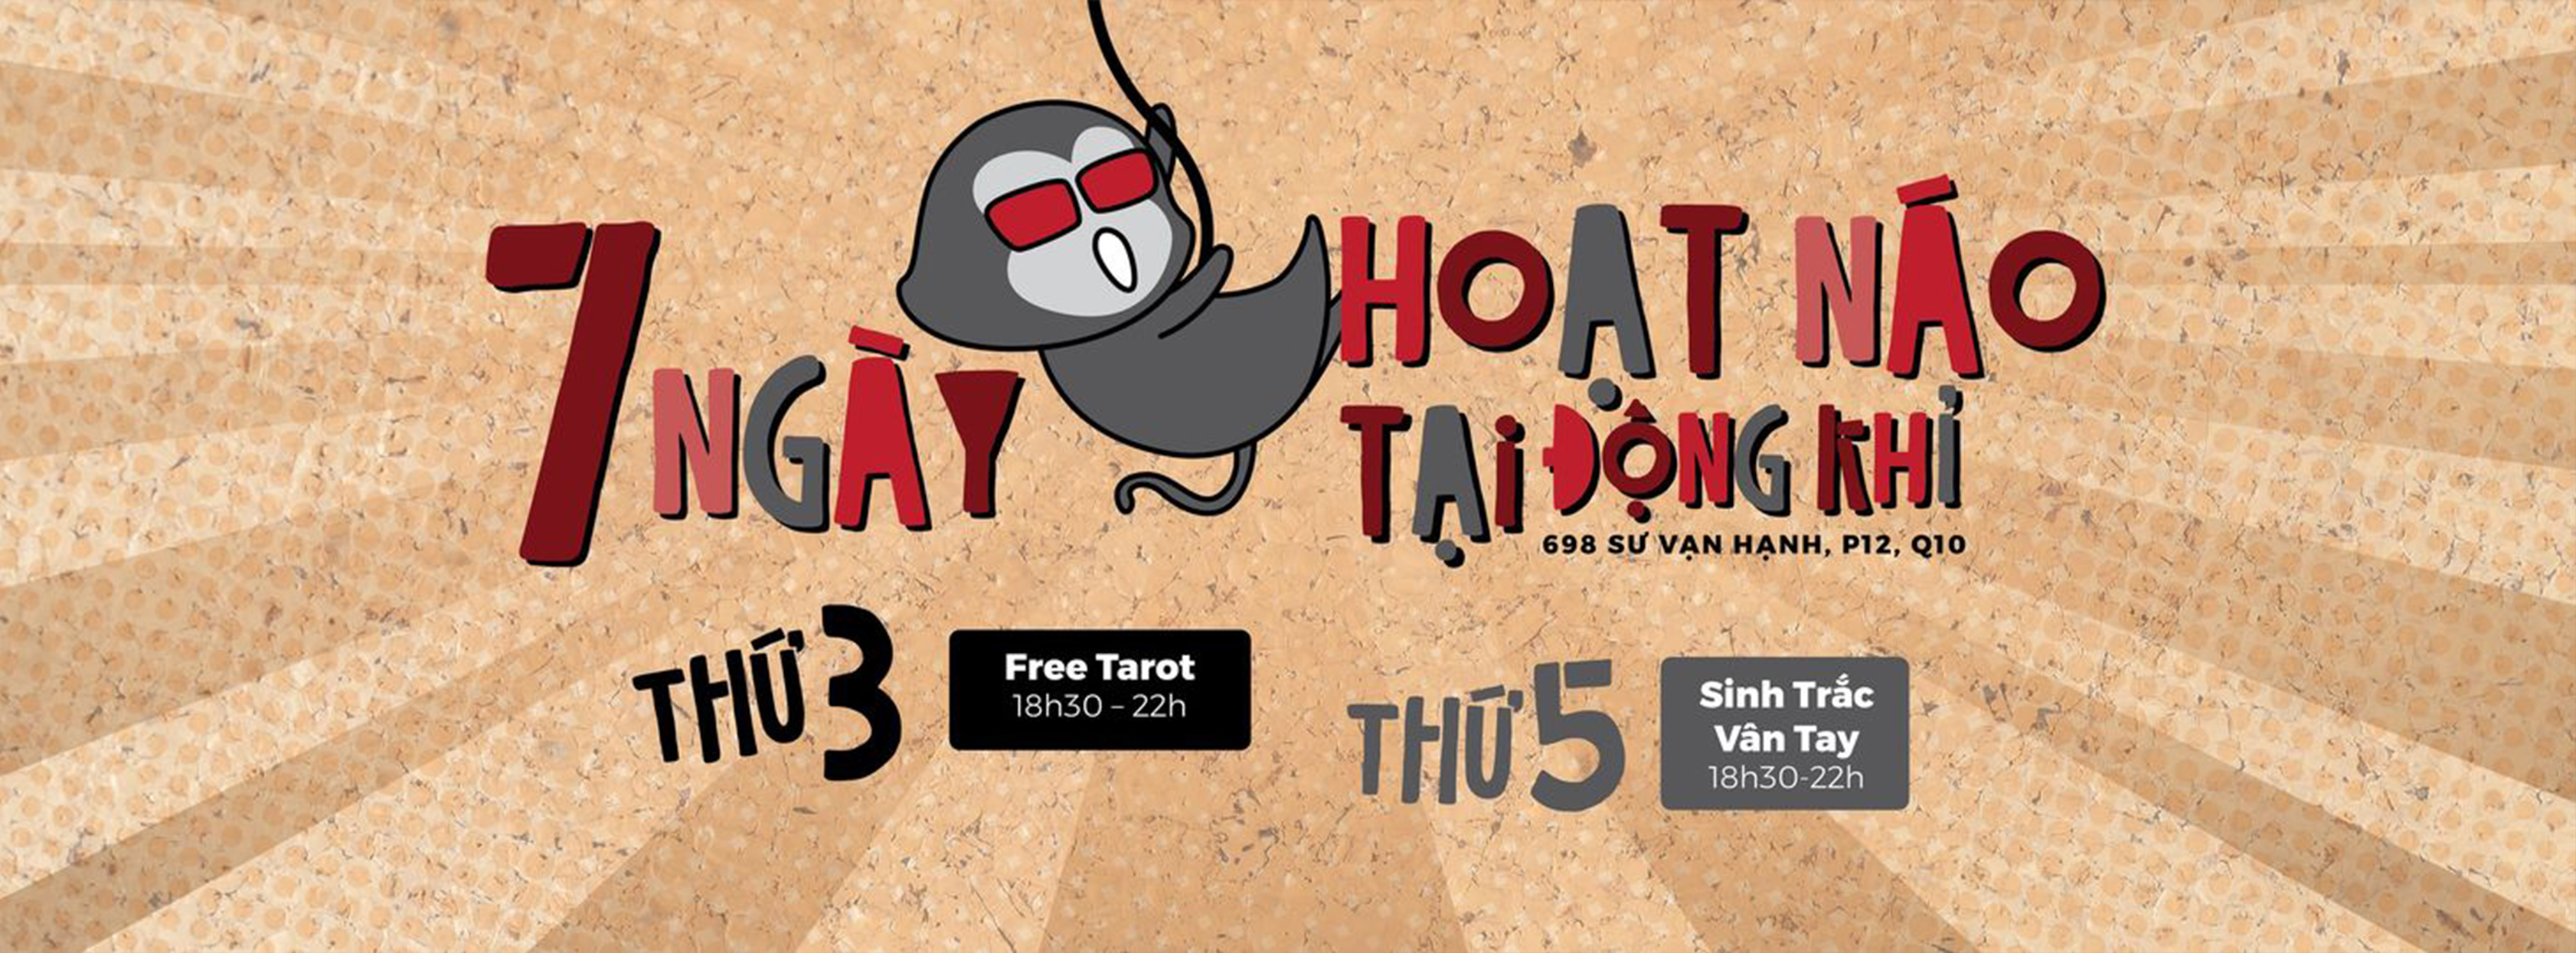 7 NGÀY
HOẠT NÁO
TẠI ĐỘNG KHỈ
698 SƯ VẠN HẠNH, P12, Q10
THỨ 3
Free Tarot
18h30 – 22h
THỨ 5
Sinh Trắc
Vân Tay
18h30-22h